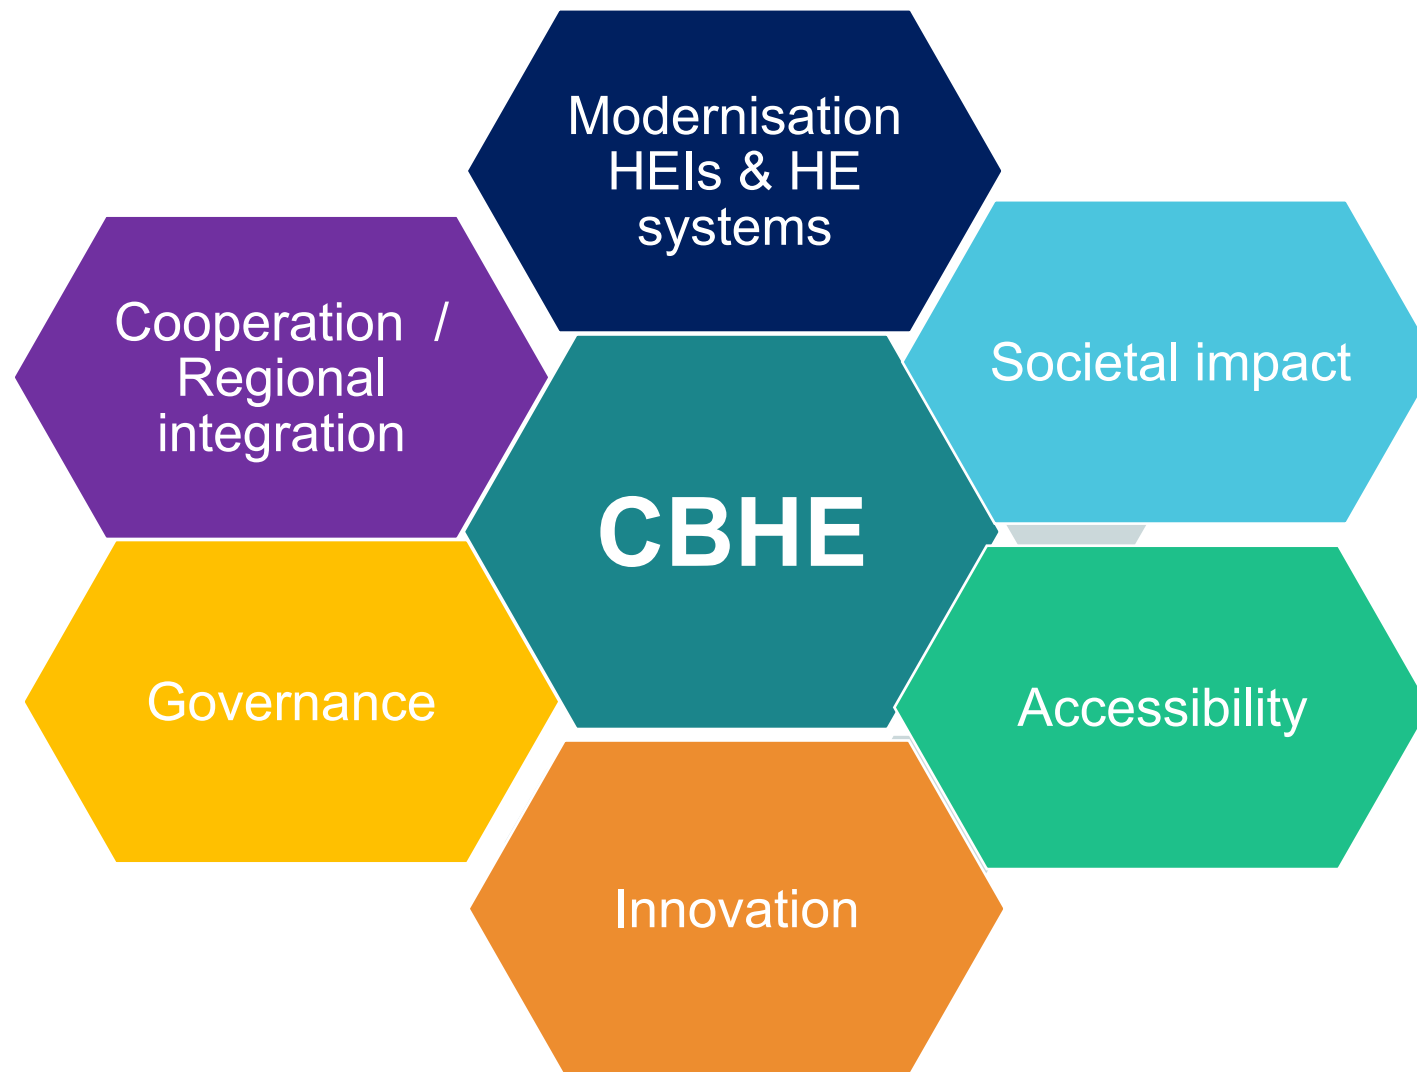 Modernisation
HEIs & HE
systems
Cooperation /
Regional
integration
Societal impact
CBHE
Governance
Accessibility
Innovation